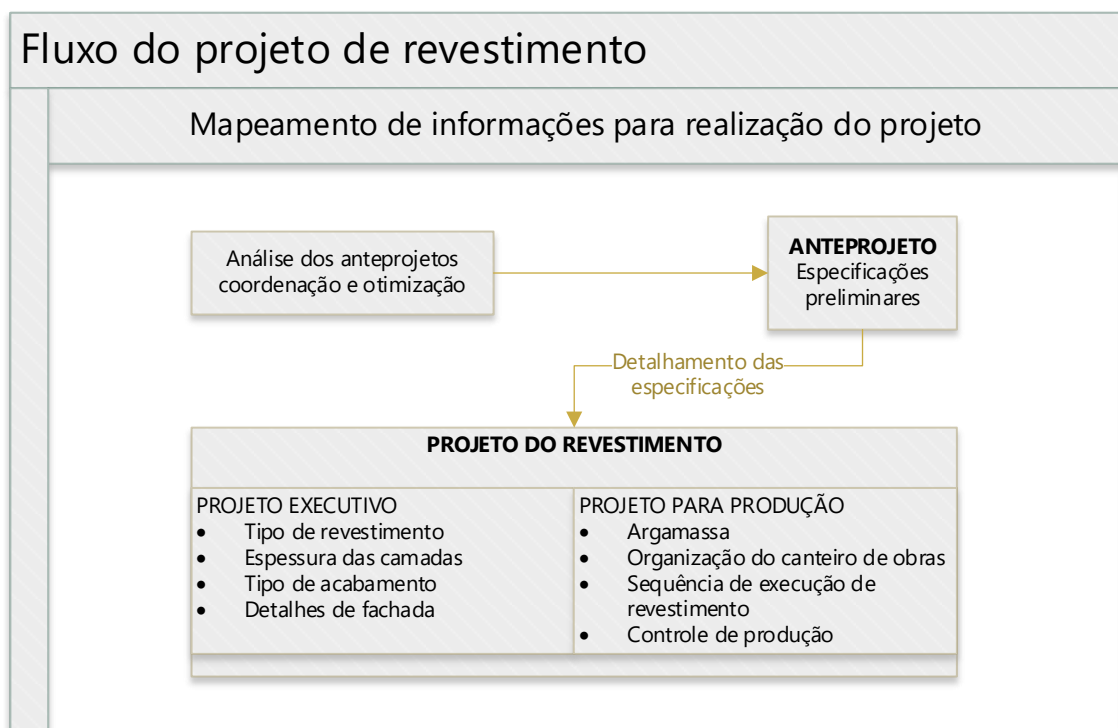 Fluxo do projeto de revestimento
Mapeamento de informações para realização do projeto
Análise dos anteprojetos
coordenação e otimização
ANTEPROJETO
Especificações
preliminares
Detalhamento das
especificações
PROJETO DO REVESTIMENTO
PROJETO EXECUTIVO
• Tipo de revestimento
• Espessura das camadas
• Tipo de acabamento
• Detalhes de fachada
PROJETO PARA PRODUÇÃO
• Argamassa
• Organização do canteiro de obras
• Sequência de execução de
revestimento
• Controle de produção